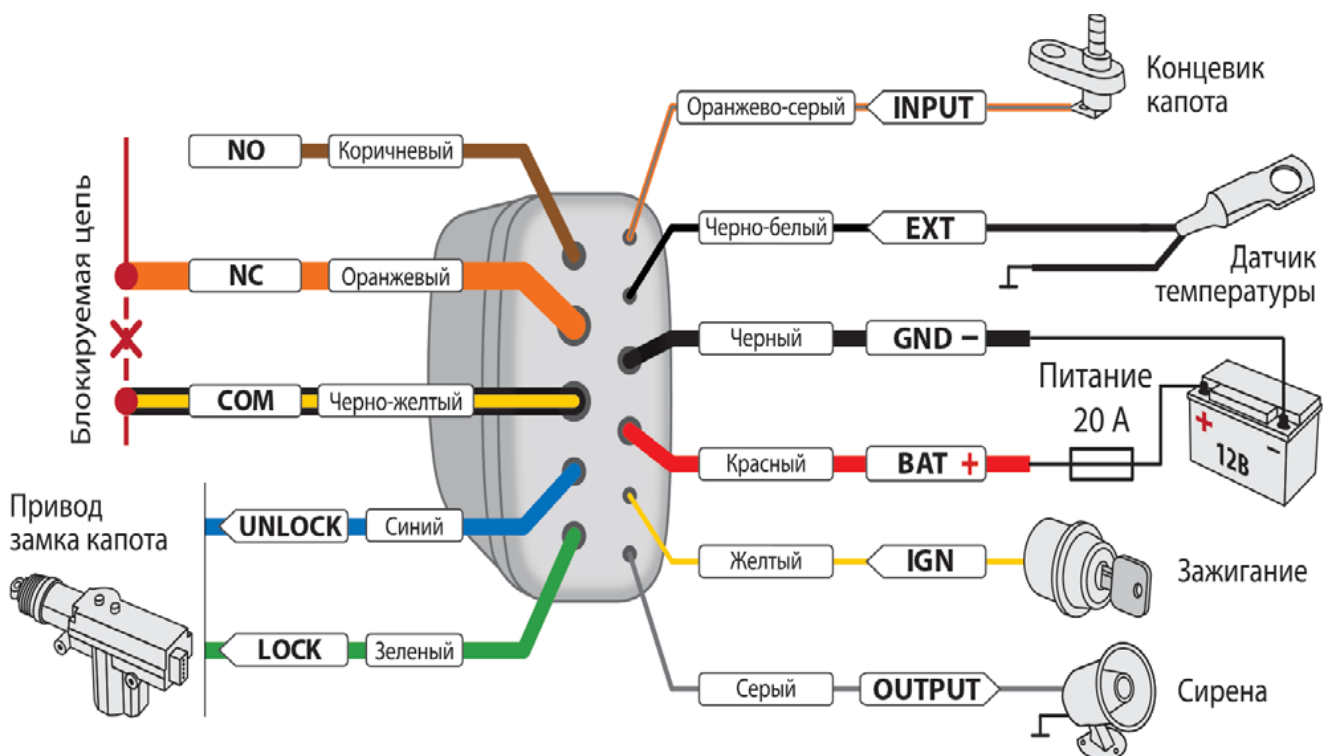 NO
Коричневый
Блокируемая цепь
NC
Оранжевый
COM
Черно-желтый
Привод
замка капота
UNLOCK
Синий
LOCK
Зеленый
Оранжево-серый
INPUT
Концевик
капота
Черно-белый
EXT
Датчик
температуры
Черный
GND −
Питание
20 А
Красный
BAT +
+
−
12В
Желтый
IGN
Зажигание
Серый
OUTPUT
Сирена